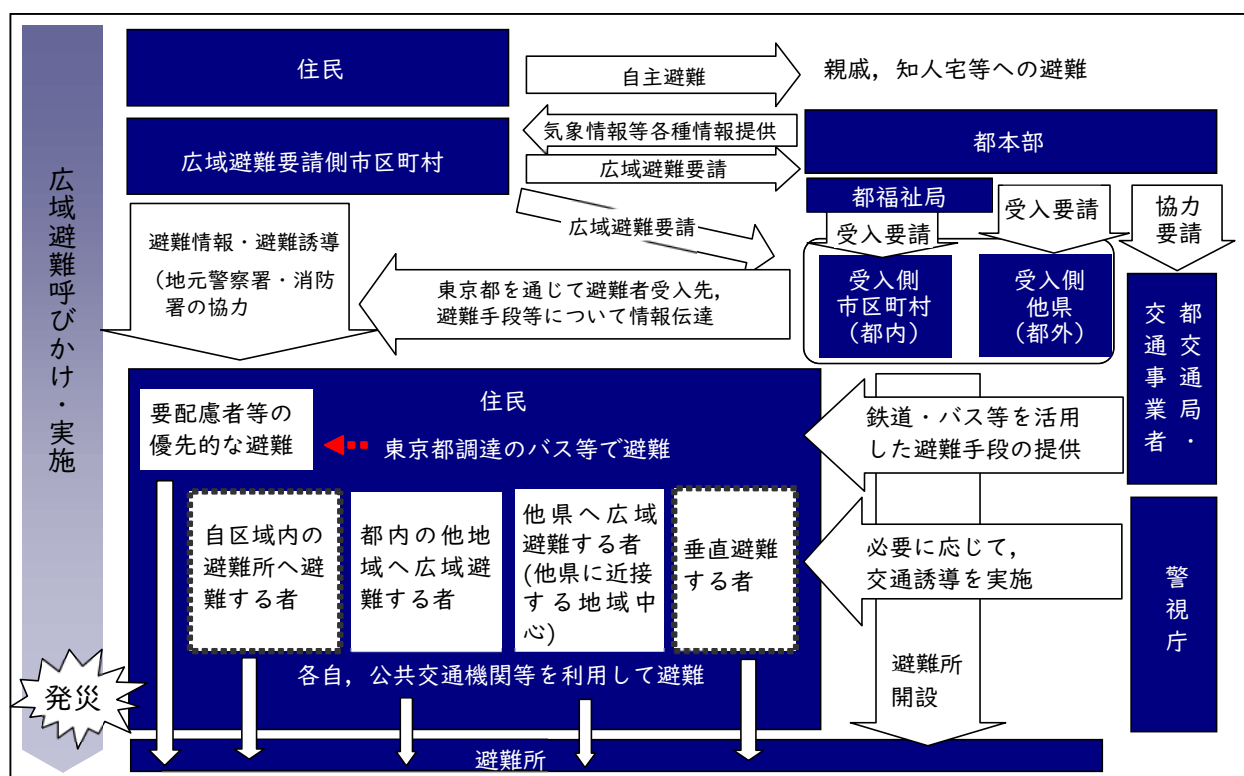 広域避難呼びかけ・実施
発災
住民
自主避難
親戚，知人宅等への避難
広域避難要請側市区町村
気象情報等各種情報提供
広域避難要請
都本部
都福祉局
広域避難要請
受入要請
受入要請
協力
要請
避難情報・避難誘導
（地元警察署・消防
署の協力
東京都を通じて避難者受入先，
避難手段等について情報伝達
受入側
市区町村
（都内）
受入側
他県
（都外）
都交通局・
交通事業者
住民
要配慮者等の
優先的な避難
東京都調達のバス等で避難
鉄道・バス等を活用
した避難手段の提供
自区域内の
避難所へ避
難する者
都内の他地
域へ広域避
難する者
他県へ広域
避難する者
(他県に近接
する地域中
心)
垂直避難
する者
必要に応じて，
交通誘導を実施
警視庁
各自，公共交通機関等を利用して避難
避難所
開設
避難所